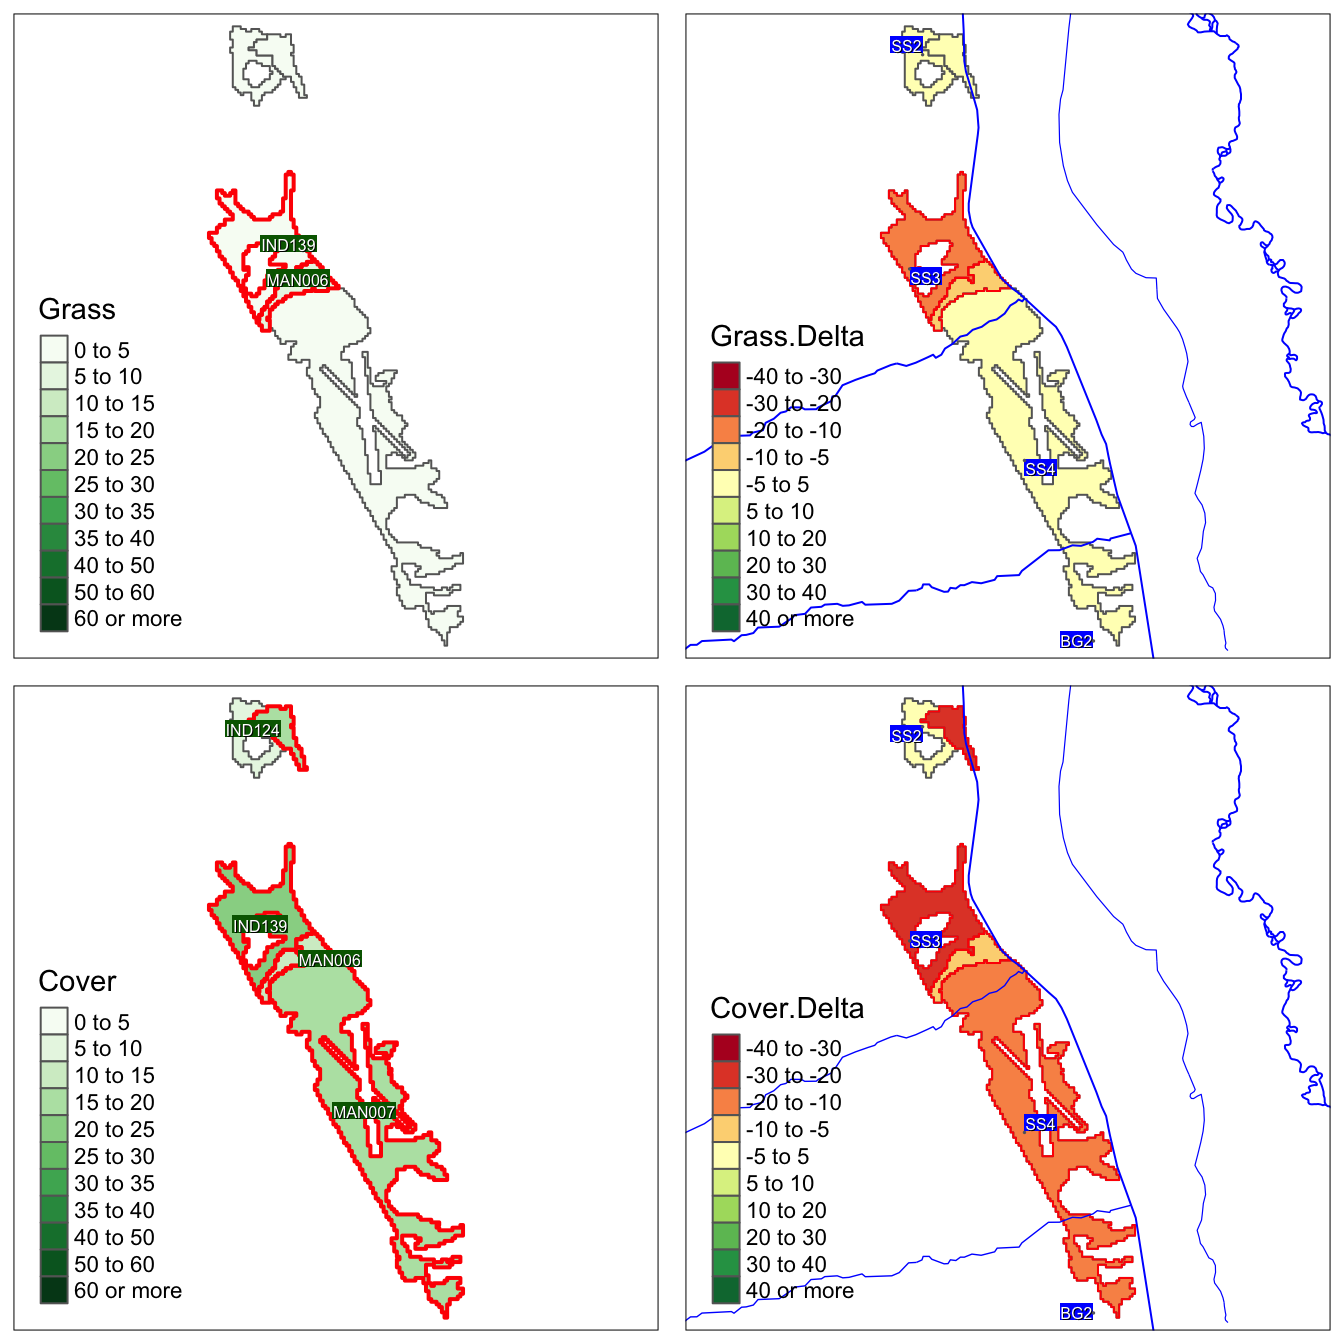 IND139
MAN006
Grass
0 to 5
5 to 10
10 to 15
15 to 20
20 to 25
25 to 30
30 to 35
35 to 40
40 to 50
50 to 60
60 or more
SS2
SS3
SS4
BG2
Grass.Delta
-40 to -30
-30 to -20
-20 to -10
-10 to -5
-5 to 5
5 to 10
10 to 20
20 to 30
30 to 40
40 or more
IND124
IND139
MAN006
MAN007
Cover
0 to 5
5 to 10
10 to 15
15 to 20
20 to 25
25 to 30
30 to 35
35 to 40
40 to 50
50 to 60
60 or more
SS2
SS3
SS4
BG2
Cover.Delta
-40 to -30
-30 to -20
-20 to -10
-10 to -5
-5 to 5
5 to 10
10 to 20
20 to 30
30 to 40
40 or more